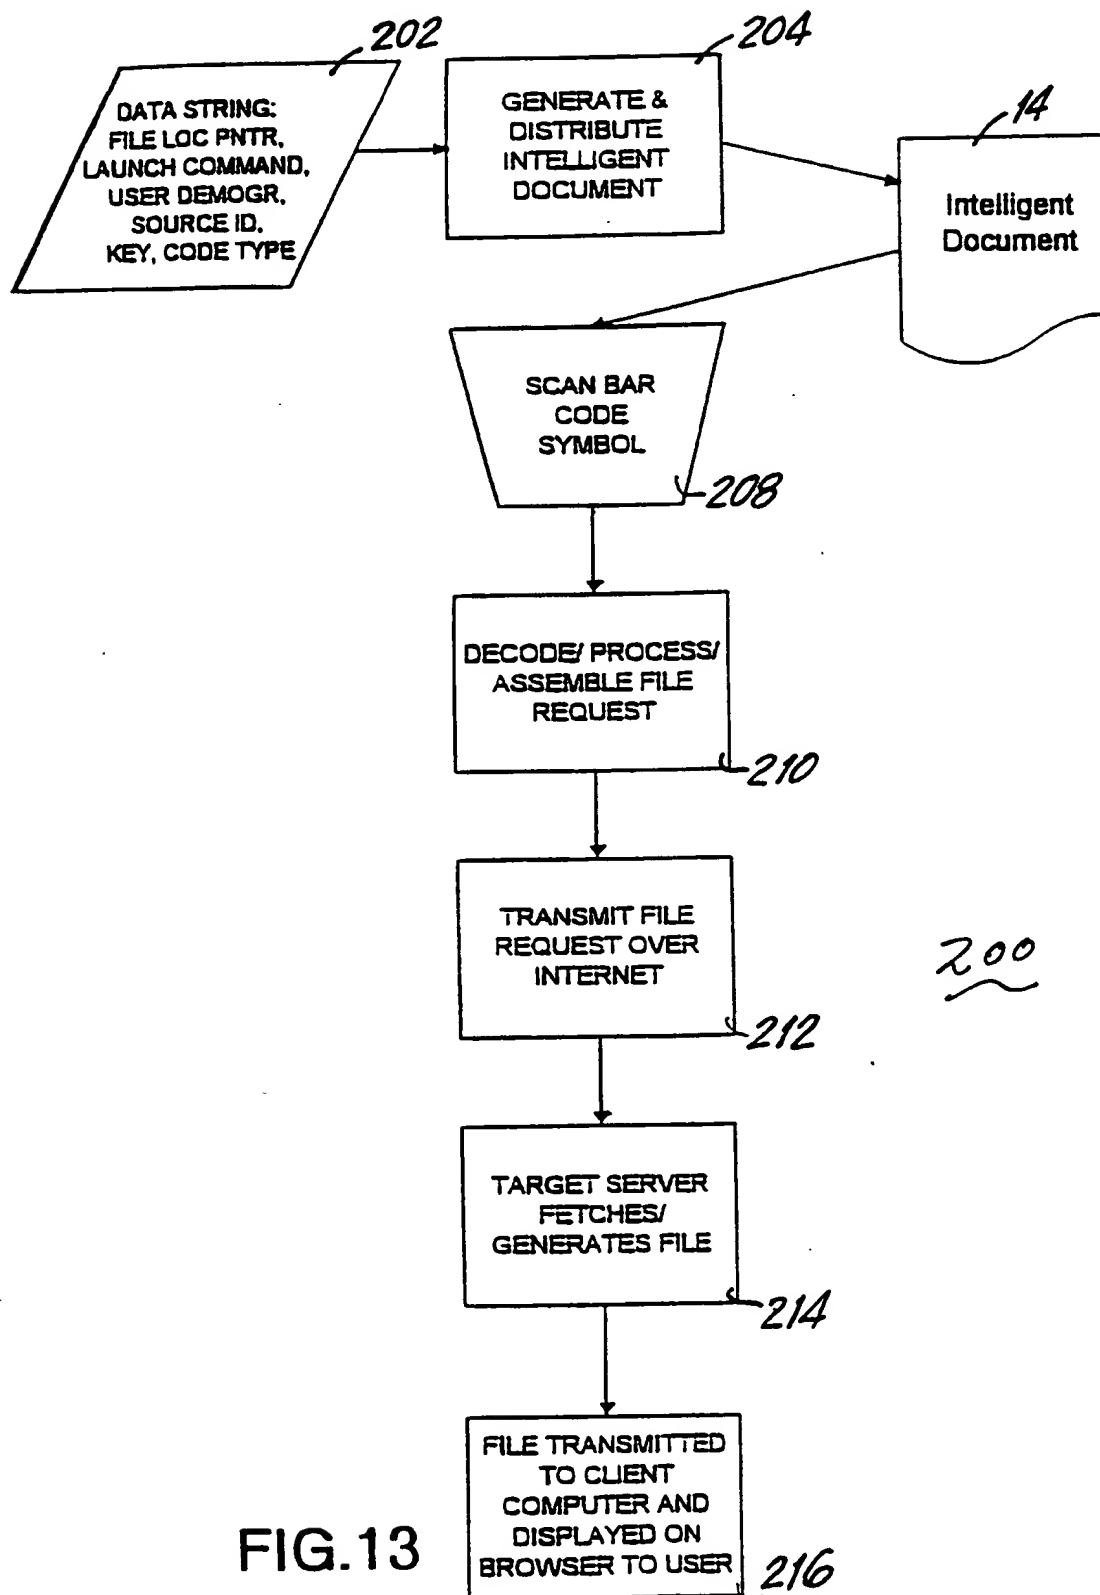 202
DATA STRING:
FILE LOC PNTR,
LAUNCH COMMAND,
USER DEMOGR,
SOURCE ID,
KEY, CODE TYPE
204
GENERATE &
DISTRIBUTE
INTELLIGENT
DOCUMENT
14
Intelligent
Document
SCAN BAR
CODE
SYMBOL
208
DECODE/ PROCESS/
ASSEMBLE FILE
REQUEST
210
TRANSMIT FILE
REQUEST OVER
INTERNET
212
200
TARGET SERVER
FETCHES/
GENERATES FILE
214
FILE TRANSMITTED
TO CLIENT
COMPUTER AND
DISPLAYED ON
BROWSER TO USER
216
FIG.13